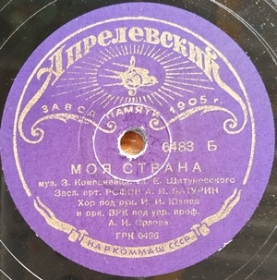 Апрелевский
ЗАВОД ПАМЯТИ 1905 г.
6483 Б
МОЯ СТРАНА
муз. З. Компанейца, сл. Е. Шатуновского
Засл. арт. РСФСР А. И. БАТУРИН
Хор под рук. И. И. Юхова
и орк. ВРК под упр. проф.
А. И. Орлова
ГРК 0496
НАРКОММАШ СССР